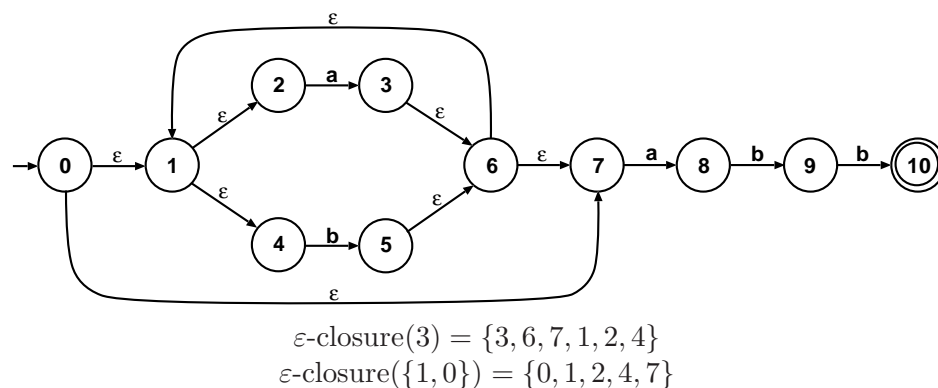 ε
2 a 3
ε ε
0 ε 1 6 ε 7 a 8 b 9 b 10
ε ε
4 b 5
ε
ε-closure(3) = {3, 6, 7, 1, 2, 4}
ε-closure({1, 0}) = {0, 1, 2, 4, 7}